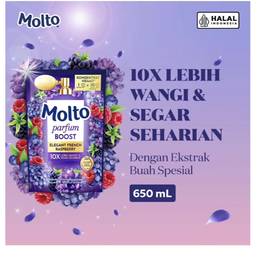 Molto
HALAL
INDONESIA
10X LEBIH
WANGI &
SEGAR
SEHARIAN
Dengan Ekstrak
Buah Spesial
650 mL
Molto
parfum
BOOST
ELEGANT FRENCH
RASPBERRY
10X